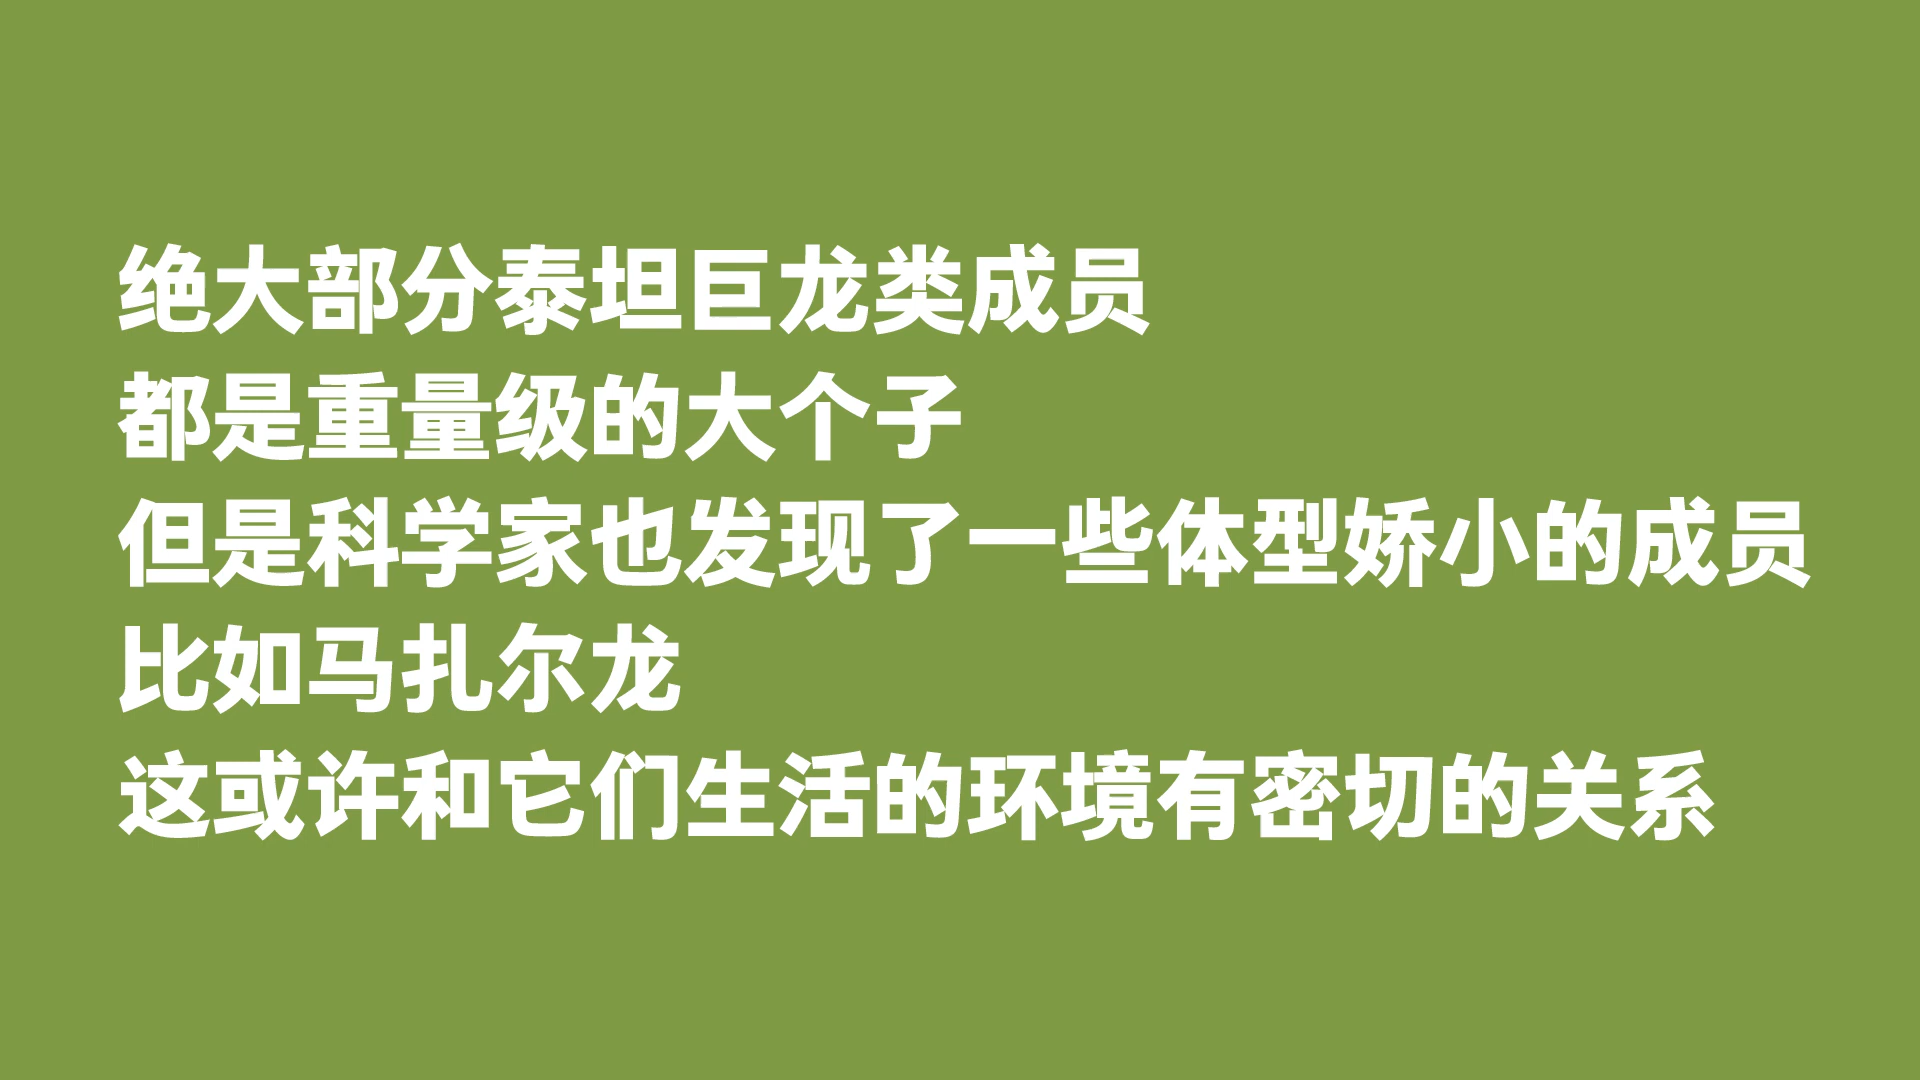 绝大部分泰坦巨龙类成员
都是重量级的大个子
但是科学家也发现了一些体型娇小的成员
比如马扎尔龙
这或许和它们生活的环境有密切的关系